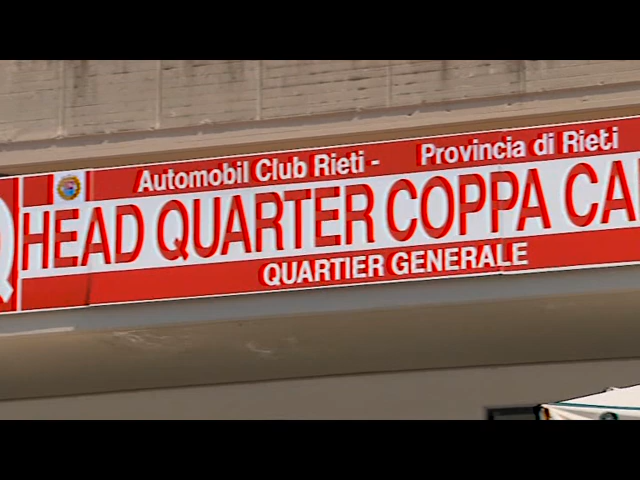 Automobil Club Rieti - Provincia di Rieti
HEAD QUARTER COPPA CA
QUARTIER GENERALE